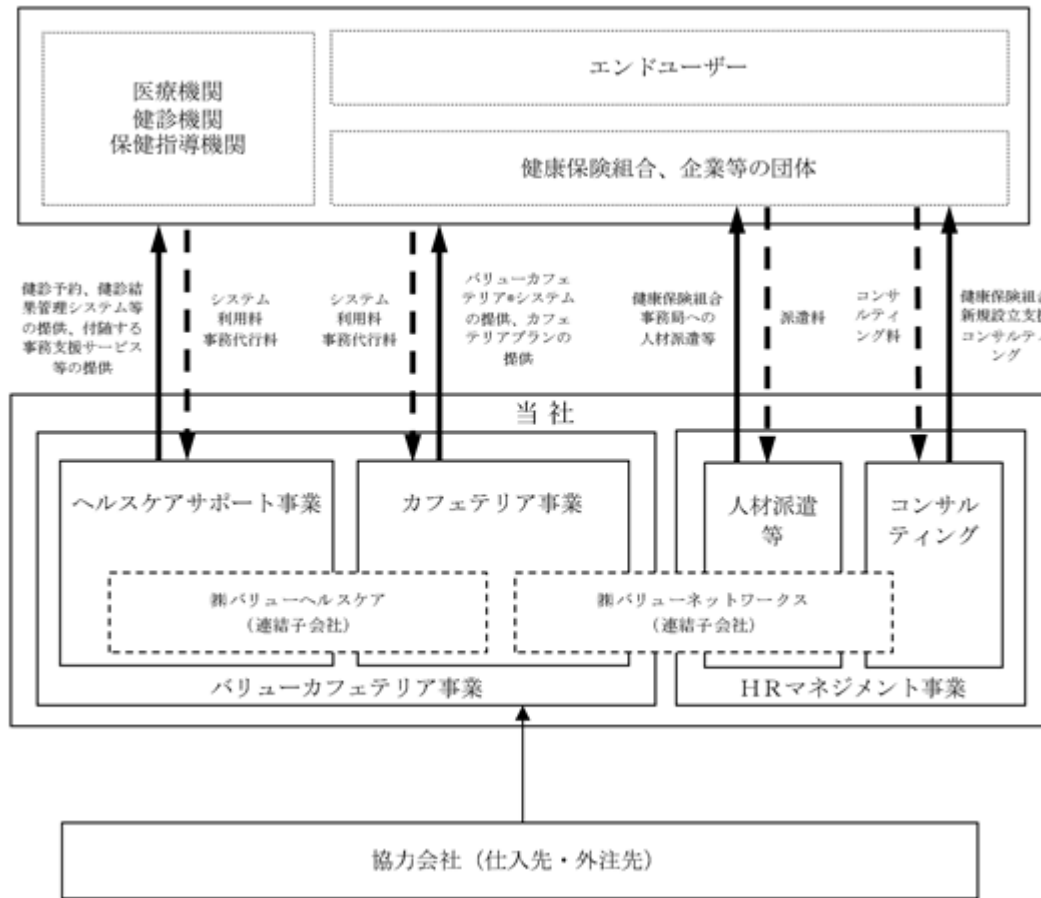 医療機関
健診機関
保健指導機関
エンドユーザー
健康保険組合、企業等の団体
健診予約、健診結
果管理システム等
の提供、付随する
事務支援サービス
等の提供
システム
利用料
事務代行料
システム
利用料
事務代行料
バリューカフェ
テリア®システム
の提供、カフェ
テリアプランの
提供
健康保険組合
事務局への
人材派遣等
派遣料
コンサ
ルティ
ング料
健康保険組合
新規設立支援
コンサルティ
ング
当 社
ヘルスケアサポート事業
カフェテリア事業
人材派遣
等
コンサル
ティング
㈱バリューヘルスケア
（連結子会社）
㈱バリューネットワークス
（連結子会社）
バリューカフェテリア事業
ＨＲマネジメント事業
協力会社（仕入先・外注先）